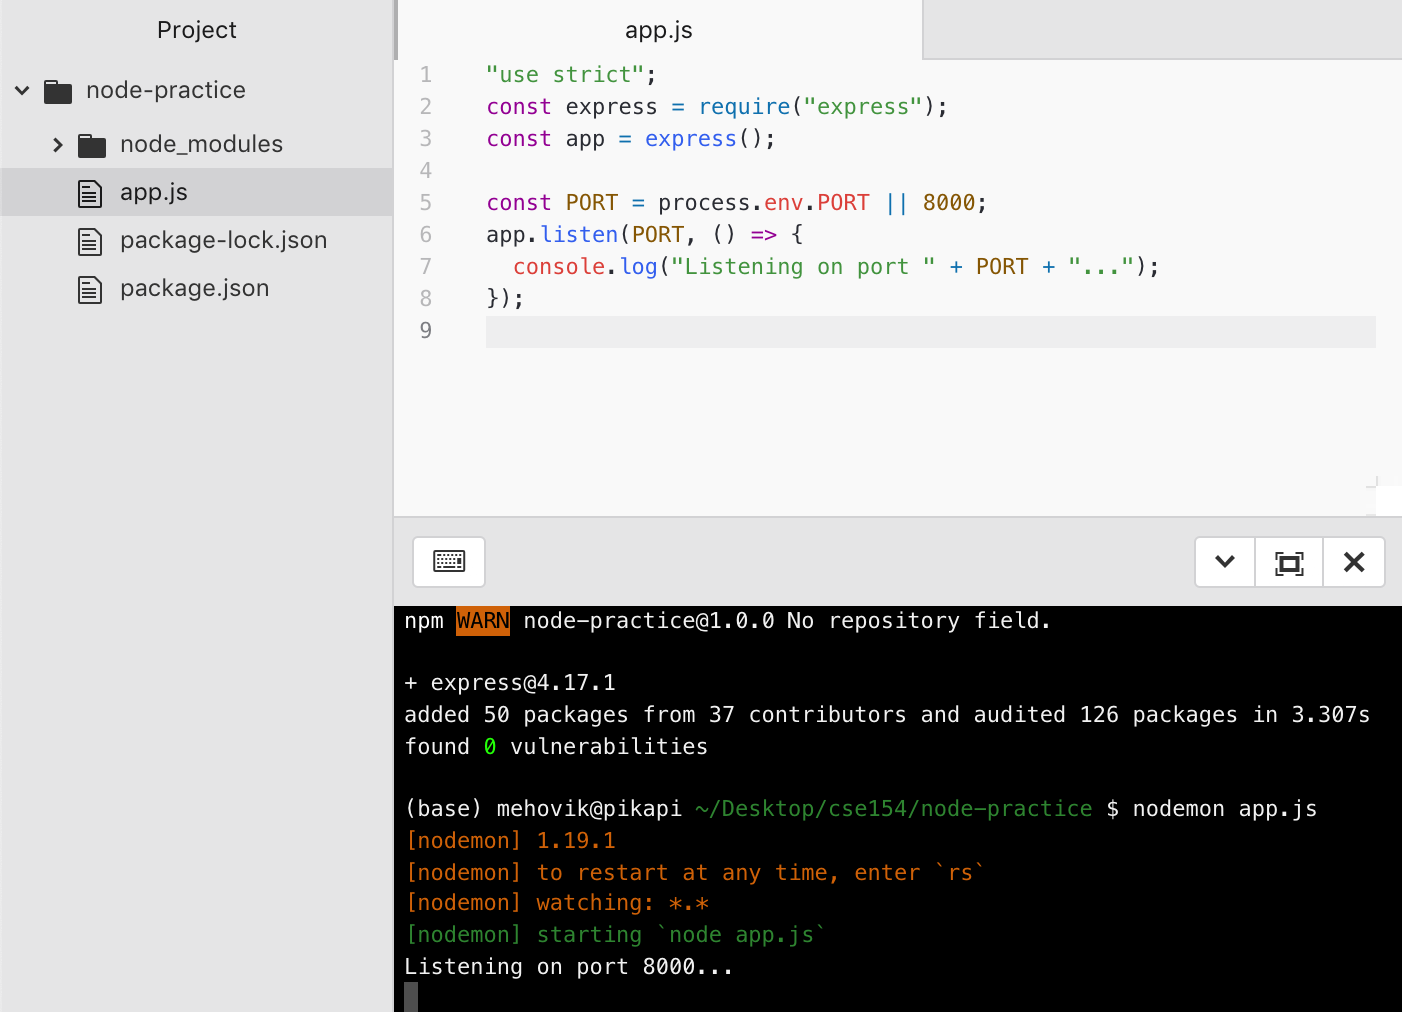 Project
node-practice
node_modules
app.js
package-lock.json
package.json
app.js
1 "use strict";
2 const express = require("express");
3 const app = express();
4
5 const PORT = process.env.PORT || 8000;
6 app.listen(PORT, () => {
7   console.log("Listening on port " + PORT + "...");
8 });
9
npm WARN node-practice@1.0.0 No repository field.
+ express@4.17.1
added 50 packages from 37 contributors and audited 126 packages in 3.307s
found 0 vulnerabilities
(base) mehovik@pikapi ~/Desktop/cse154/node-practice $ nodemon app.js
[nodemon] 1.19.1
[nodemon] to restart at any time, enter `rs`
[nodemon] watching: *.*
[nodemon] starting `node app.js`
Listening on port 8000...